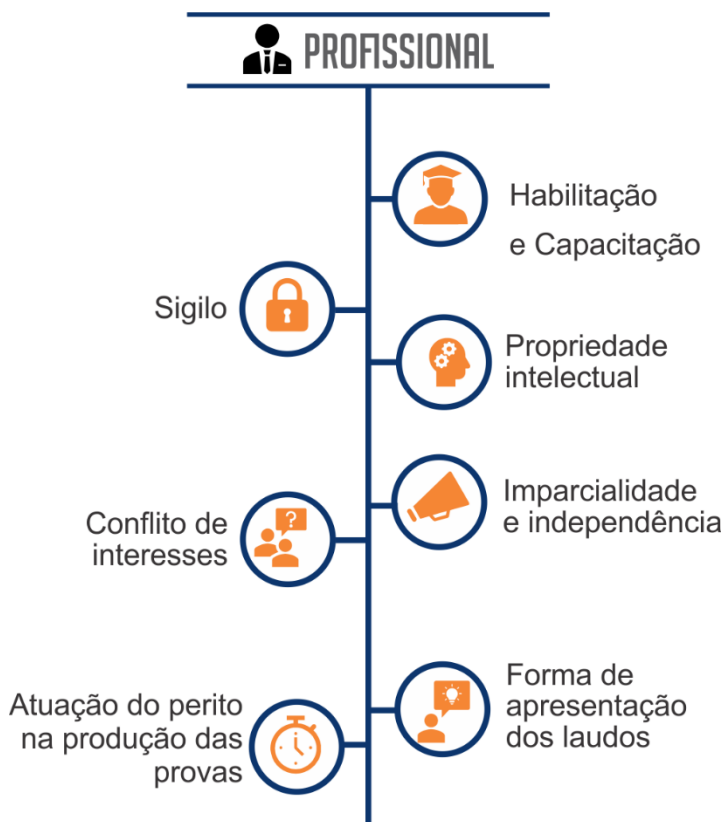 PROFISSIONAL
Habilitação
e Capacitação
Sigilo
Propriedade
intelectual
Imparcialidade
e independência
Conflito de
interesses
?
Forma de
apresentação
dos laudos
Atuação do perito
na produção das
provas